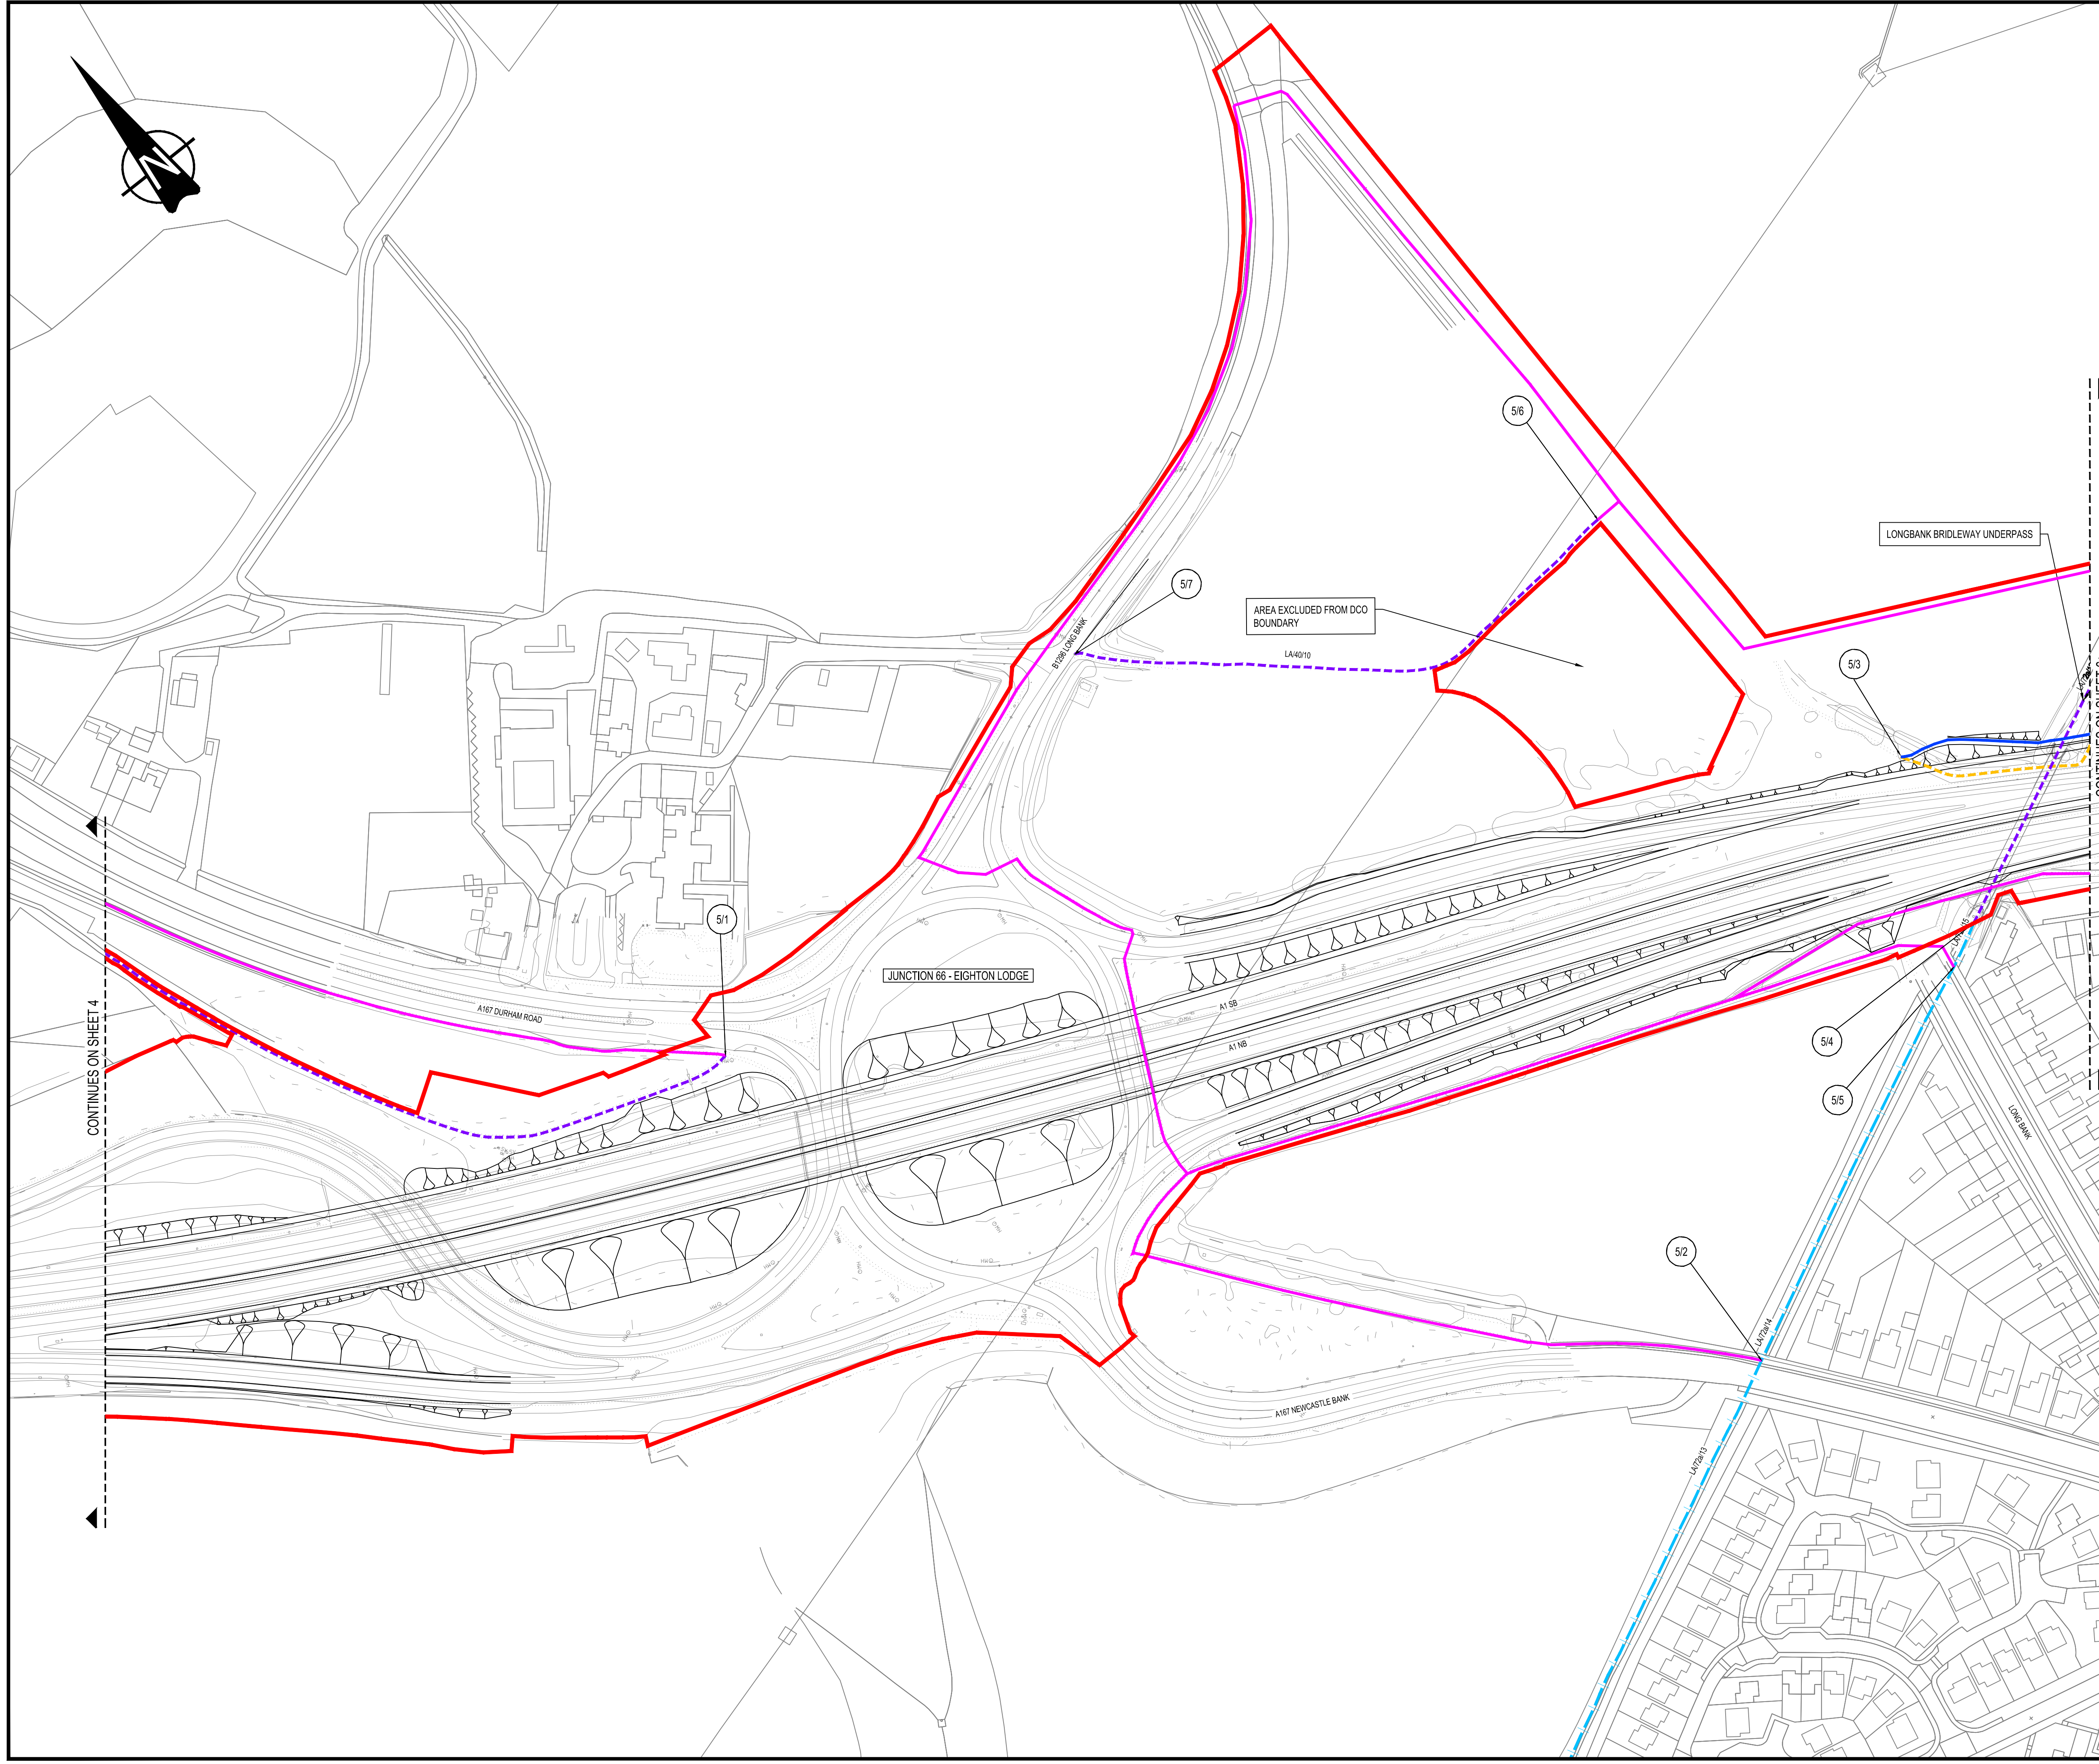 N
5/6
LONGBANK BRIDLEWAY UNDERPASS
5/7
AREA EXCLUDED FROM DCO
BOUNDARY
B1296 LONG BANK
LA/40/10
5/3
5/1
JUNCTION 66 - EIGHTON LODGE
A167 DURHAM ROAD
A1 SB
A1 NB
CONTINUES ON SHEET 4
5/4
5/5
LONG BANK
5/2
LA/72a/14
A167 NEWCASTLE BANK
LA/72a/13